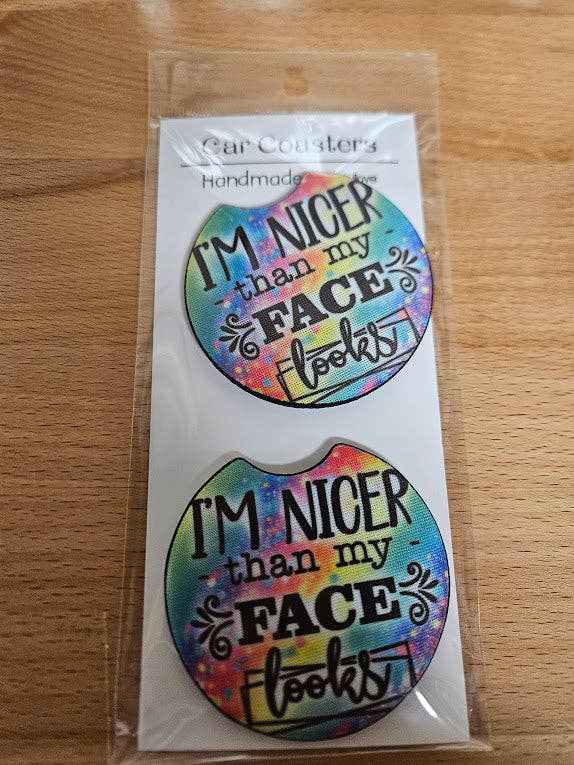 Car Coasters
Handmade
I'M NICER
- than my -
FACE
looks
I'M NICER
- than my -
FACE
looks